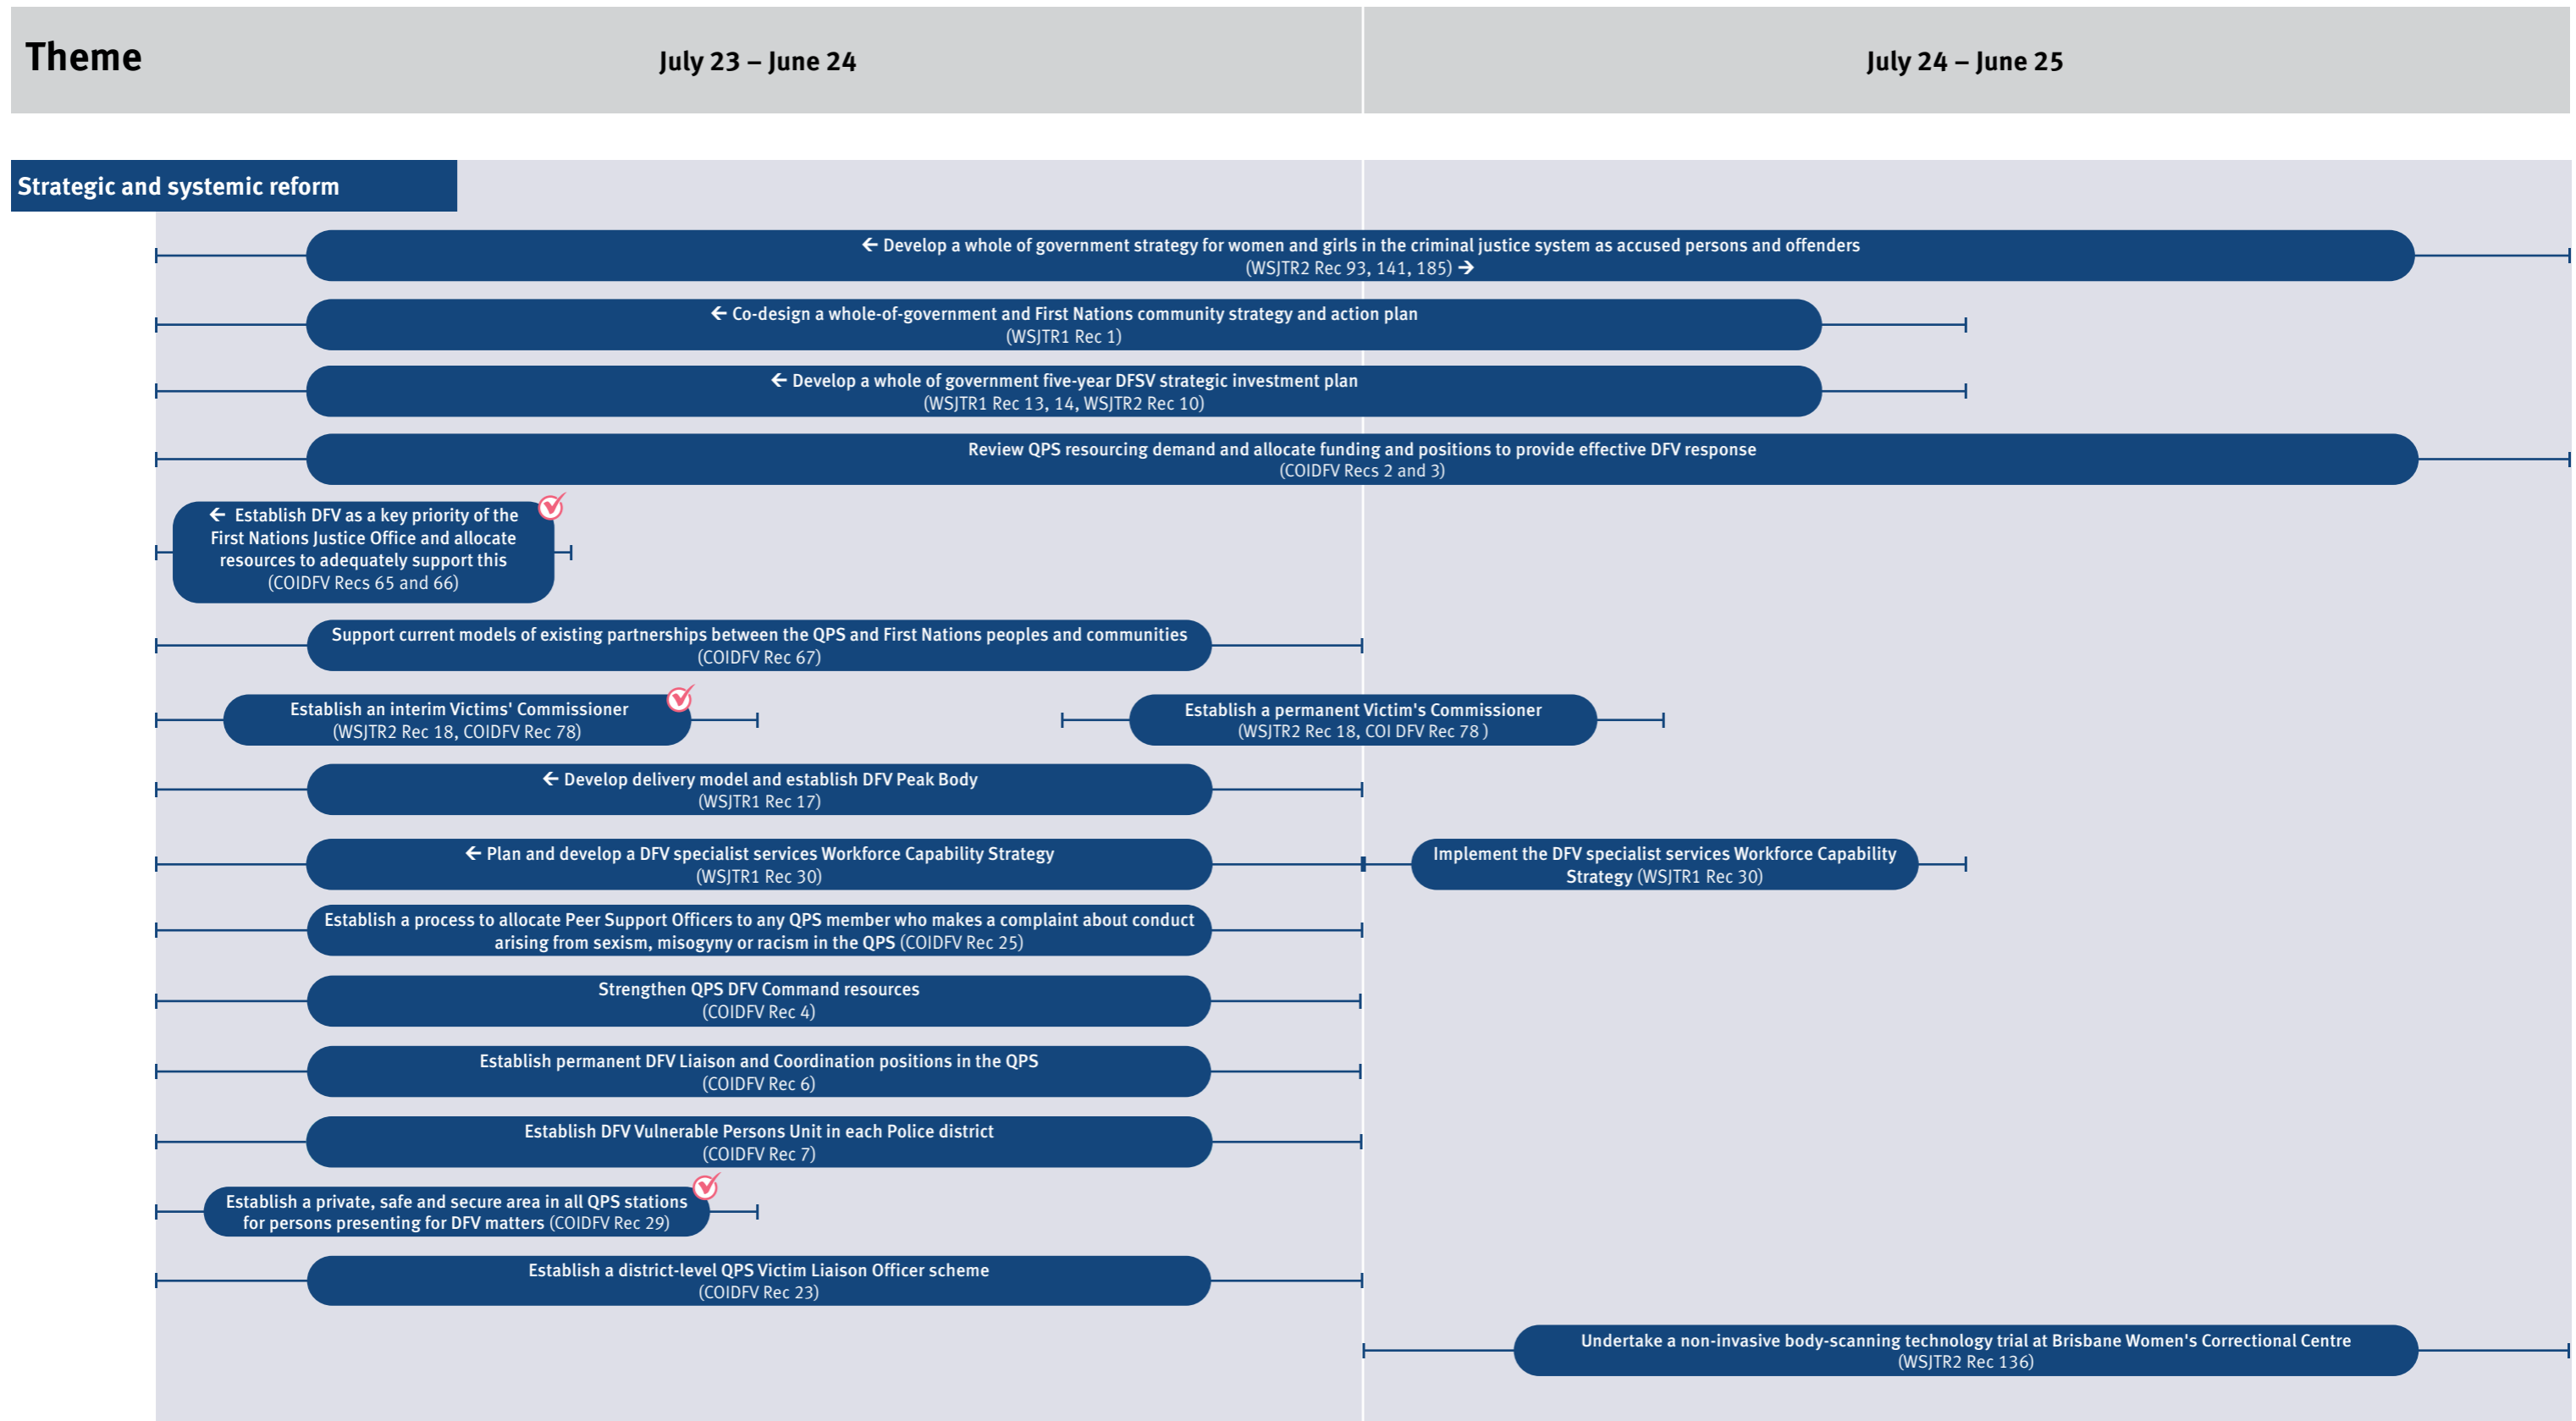 Theme
July 23 – June 24
July 24 – June 25
Strategic and systemic reform
← Develop a whole of government strategy for women and girls in the criminal justice system as accused persons and offenders
(WSJTR2 Rec 93, 141, 185) →
← Co-design a whole-of-government and First Nations community strategy and action plan
(WSJTR1 Rec 1)
← Develop a whole of government five-year DFSV strategic investment plan
(WSJTR1 Rec 13, 14, WSJTR2 Rec 10)
Review QPS resourcing demand and allocate funding and positions to provide effective DFV response
(COIDFV Recs 2 and 3)
← Establish DFV as a key priority of the
First Nations Justice Office and allocate
resources to adequately support this
(COIDFV Recs 65 and 66)
Support current models of existing partnerships between the QPS and First Nations peoples and communities
(COIDFV Rec 67)
Establish an interim Victims' Commissioner
(WSJTR2 Rec 18, COIDFV Rec 78)
Establish a permanent Victim's Commissioner
(WSJTR2 Rec 18, COI DFV Rec 78 )
← Develop delivery model and establish DFV Peak Body
(WSJTR1 Rec 17)
← Plan and develop a DFV specialist services Workforce Capability Strategy
(WSJTR1 Rec 30)
Implement the DFV specialist services Workforce Capability
Strategy (WSJTR1 Rec 30)
Establish a process to allocate Peer Support Officers to any QPS member who makes a complaint about conduct
arising from sexism, misogyny or racism in the QPS (COIDFV Rec 25)
Strengthen QPS DFV Command resources
(COIDFV Rec 4)
Establish permanent DFV Liaison and Coordination positions in the QPS
(COIDFV Rec 6)
Establish DFV Vulnerable Persons Unit in each Police district
(COIDFV Rec 7)
Establish a private, safe and secure area in all QPS stations
for persons presenting for DFV matters (COIDFV Rec 29)
Establish a district-level QPS Victim Liaison Officer scheme
(COIDFV Rec 23)
Undertake a non-invasive body-scanning technology trial at Brisbane Women's Correctional Centre
(WSJTR2 Rec 136)